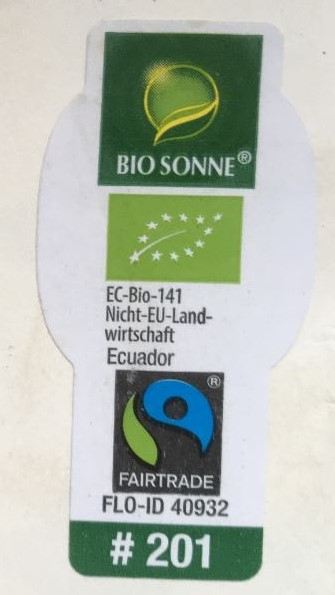 BIO SONNE®
EC-Bio-141
Nicht-EU-Land-
wirtschaft
Ecuador
®
FAIRTRADE
FLO-ID 40932
# 201